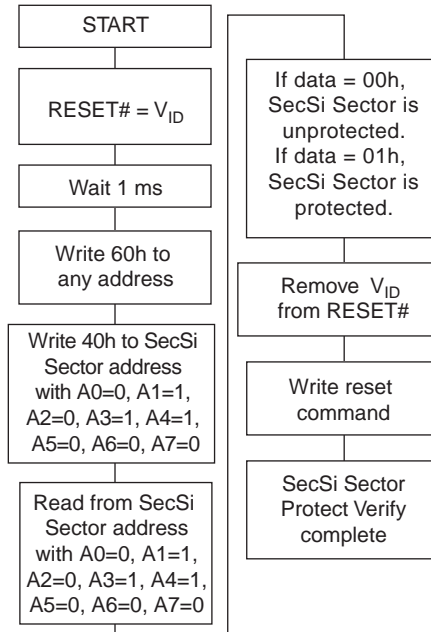 START
RESET# = VID
Wait 1 ms
Write 60h to
any address
Write 40h to SecSi
Sector address
with A0=0, A1=1,
A2=0, A3=1, A4=1,
A5=0, A6=0, A7=0
Read from SecSi
Sector address
with A0=0, A1=1,
A2=0, A3=1, A4=1,
A5=0, A6=0, A7=0
If data = 00h,
SecSi Sector is
unprotected.
If data = 01h,
SecSi Sector is
protected.
Remove VID
from RESET#
Write reset
command
SecSi Sector
Protect Verify
complete